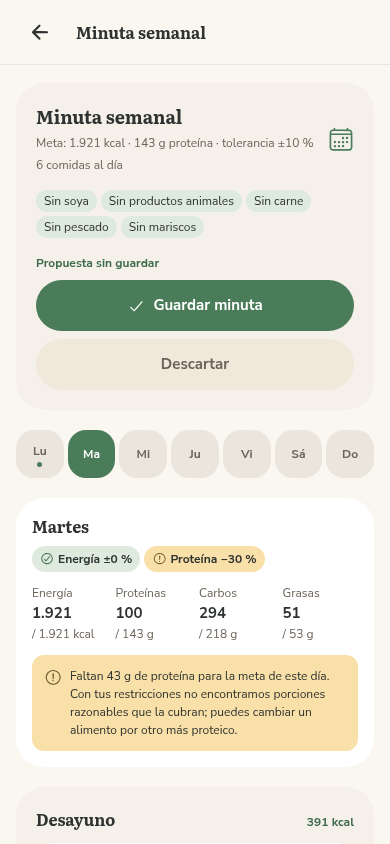 Minuta semanal
Minuta semanal
Meta: 1.921 kcal · 143 g proteína · tolerancia ±10 %
6 comidas al día
Sin soya
Sin productos animales
Sin carne
Sin pescado
Sin mariscos
Propuesta sin guardar
Guardar minuta
Descartar
Lu
Ma
Mi
Ju
Vi
Sá
Do
Martes
Energía ±0 %
Proteína −30 %
Energía
Proteínas
Carbos
Grasas
1.921
100
294
51
/ 1.921 kcal
/ 143 g
/ 218 g
/ 53 g
Faltan 43 g de proteína para la meta de este día.
Con tus restricciones no encontramos porciones
razonables que la cubran; puedes cambiar un
alimento por otro más proteico.
Desayuno
391 kcal